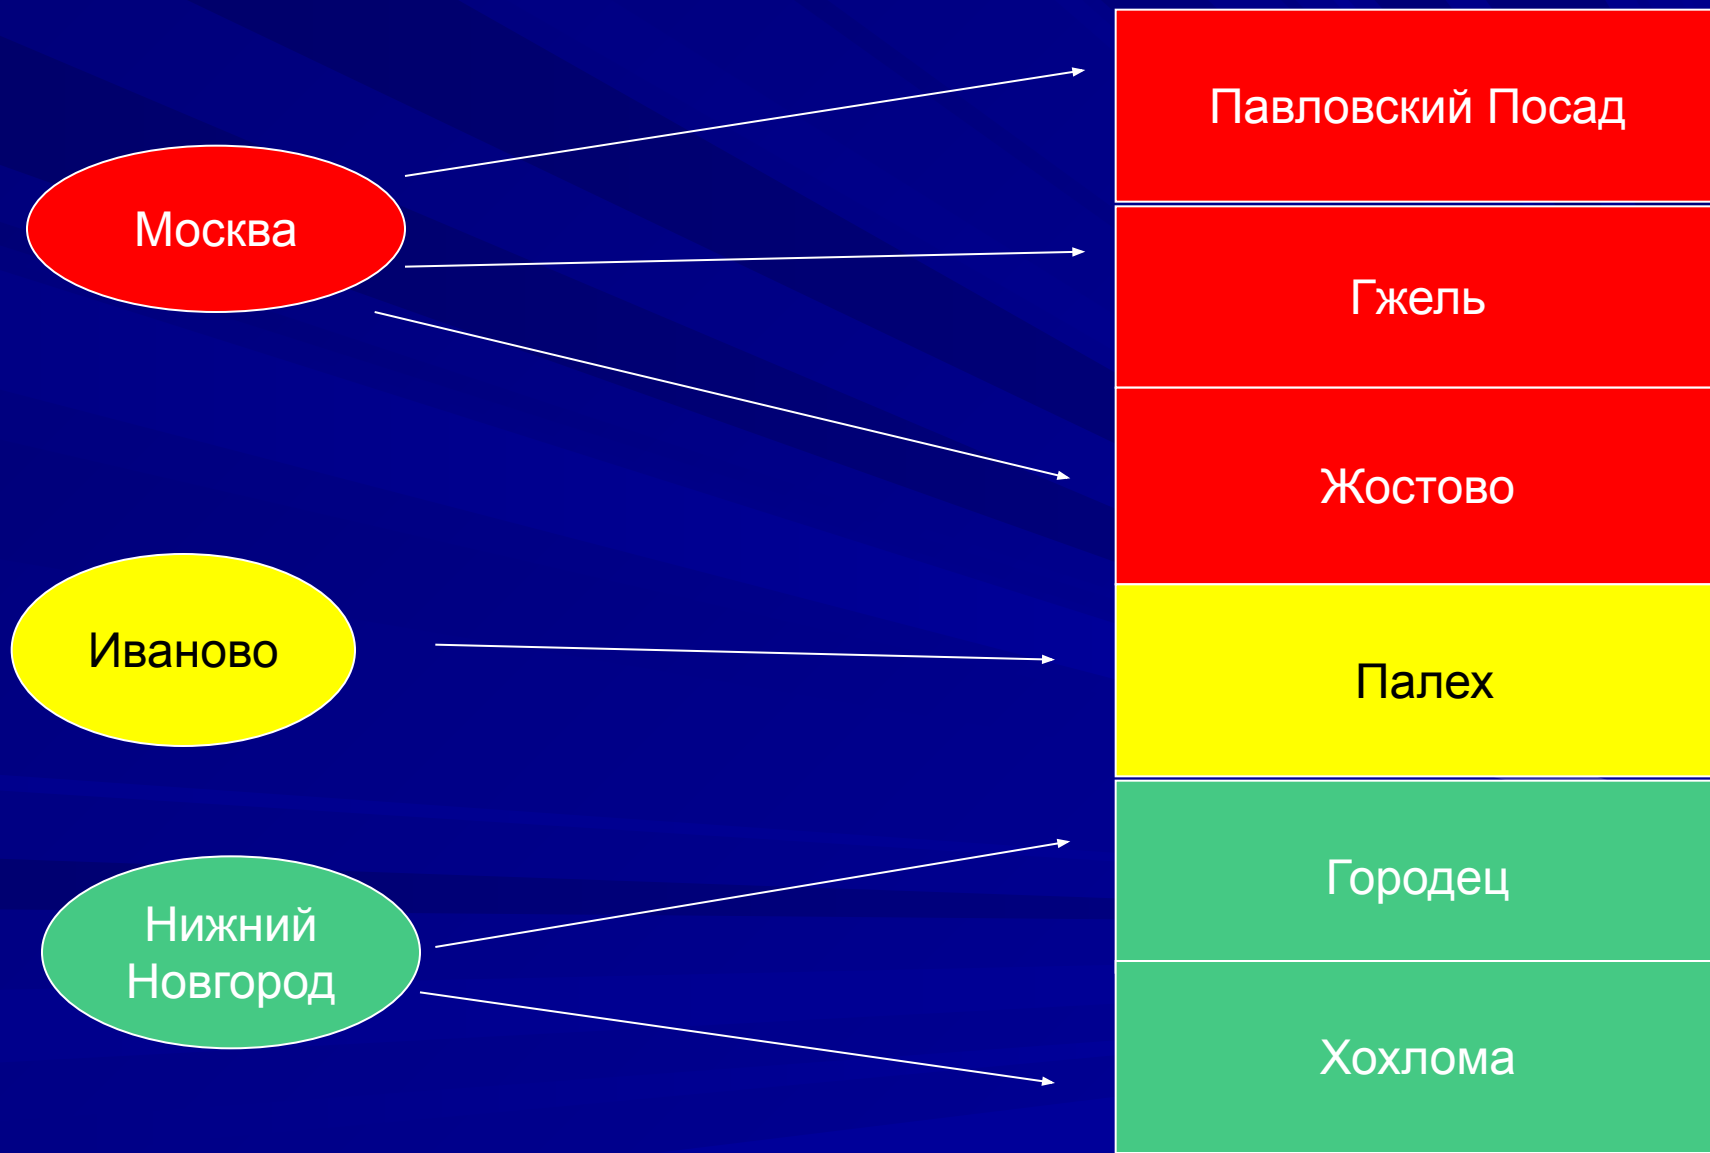 Павловский Посад
Москва
Гжель
Жостово
Иваново
Палех
Городец
Нижний
Новгород
Хохлома